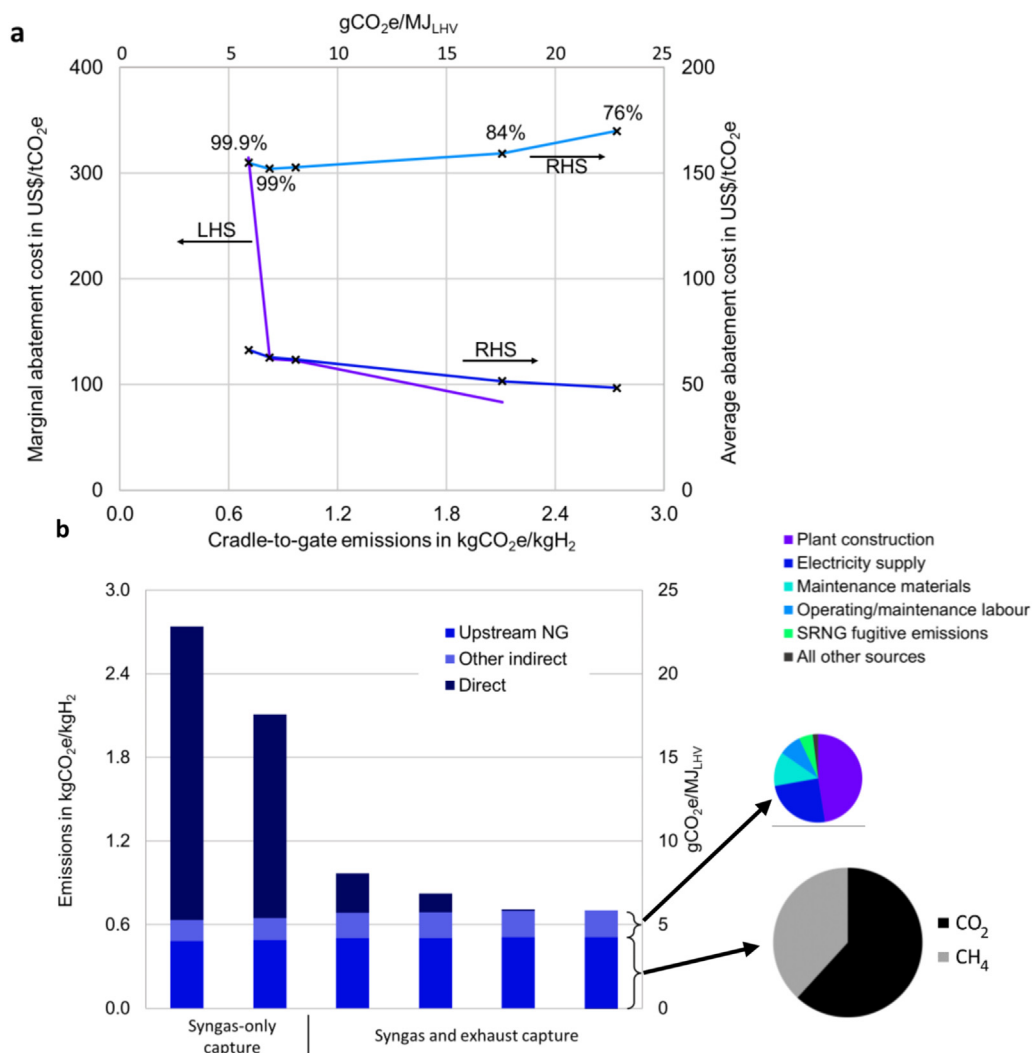 a
gCO₂e/MJ_LHV
0 5 10 15 20 25
Marginal abatement cost in US$/tCO₂e
400
300
200
100
0
99.9%
99%
84%
76%
RHS
LHS
RHS
200
150
100
50
0
Average abatement cost in US$/tCO₂e
0.0 0.6 1.2 1.8 2.4 3.0
Cradle-to-gate emissions in kgCO₂e/kgH₂
b
Emissions in kgCO₂e/kgH₂
3.0
2.4
1.8
1.2
0.6
0.0
Upstream NG
Other indirect
Direct
25
20
15
10
5
0
gCO₂e/MJ_LHV
Syngas-only
capture
Syngas and exhaust capture
Plant construction
Electricity supply
Maintenance materials
Operating/maintenance labour
SRNG fugitive emissions
All other sources
CO₂
CH₄